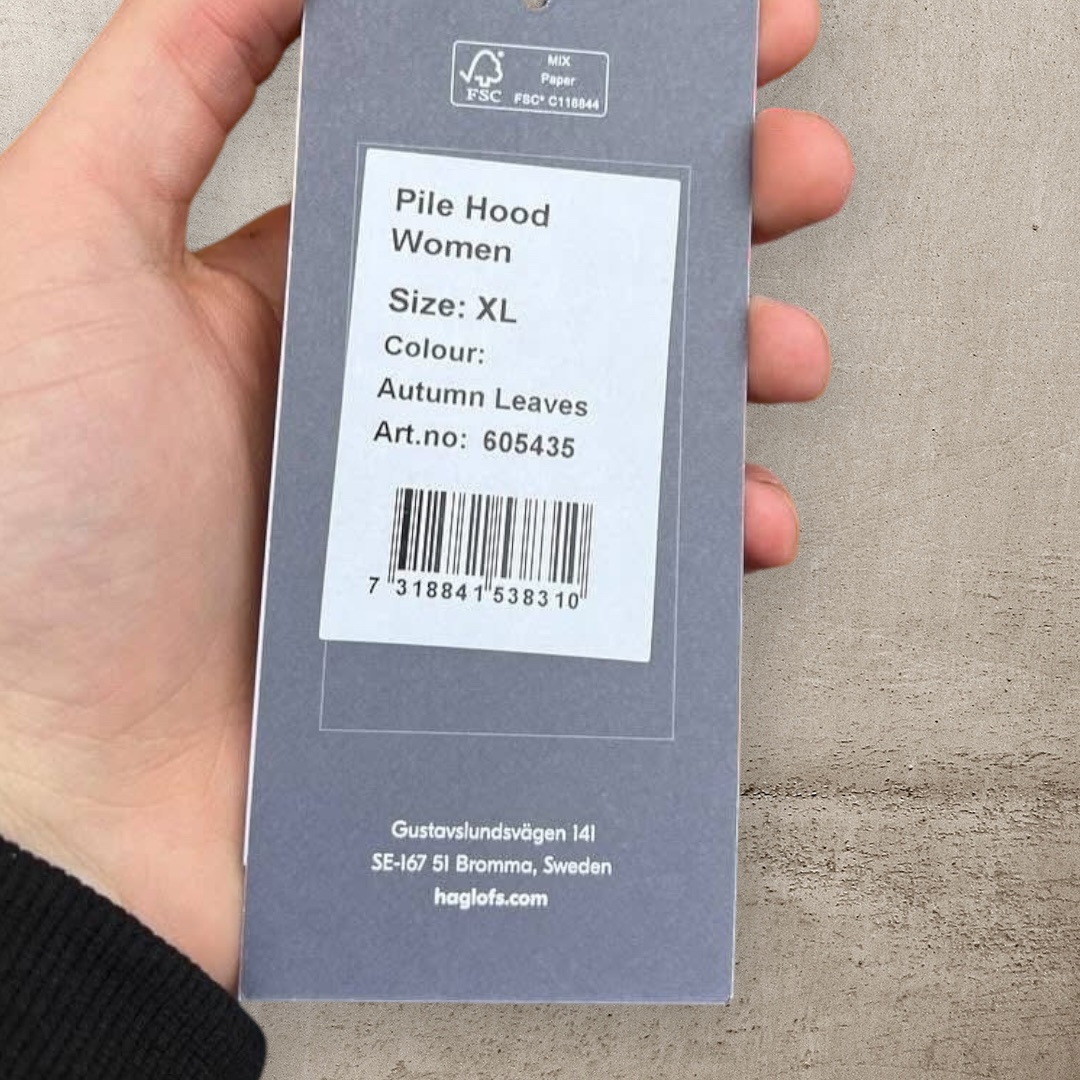 FSC
MIX
Paper
FSC® C116844
Pile Hood
Women
Size: XL
Colour:
Autumn Leaves
Art.no: 605435
7 318841 538310
Gustavslundsvägen 141
SE-167 51 Bromma, Sweden
haglofs.com